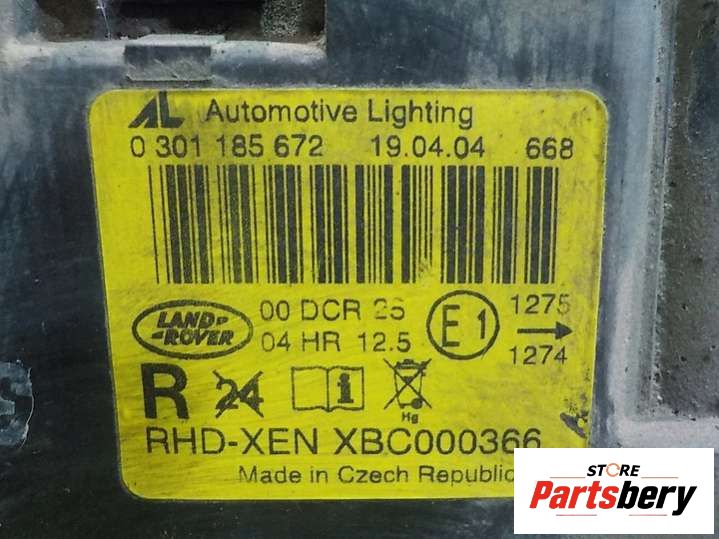 AL Automotive Lighting
0 301 185 672 19.04.04 668
LAND-
-ROVER
00 DCR 25
04 HR 12.5
E1
1275
1274
R 24
Hg
RHD-XEN XBC000366
Made in Czech Republic
STORE
Partsbery